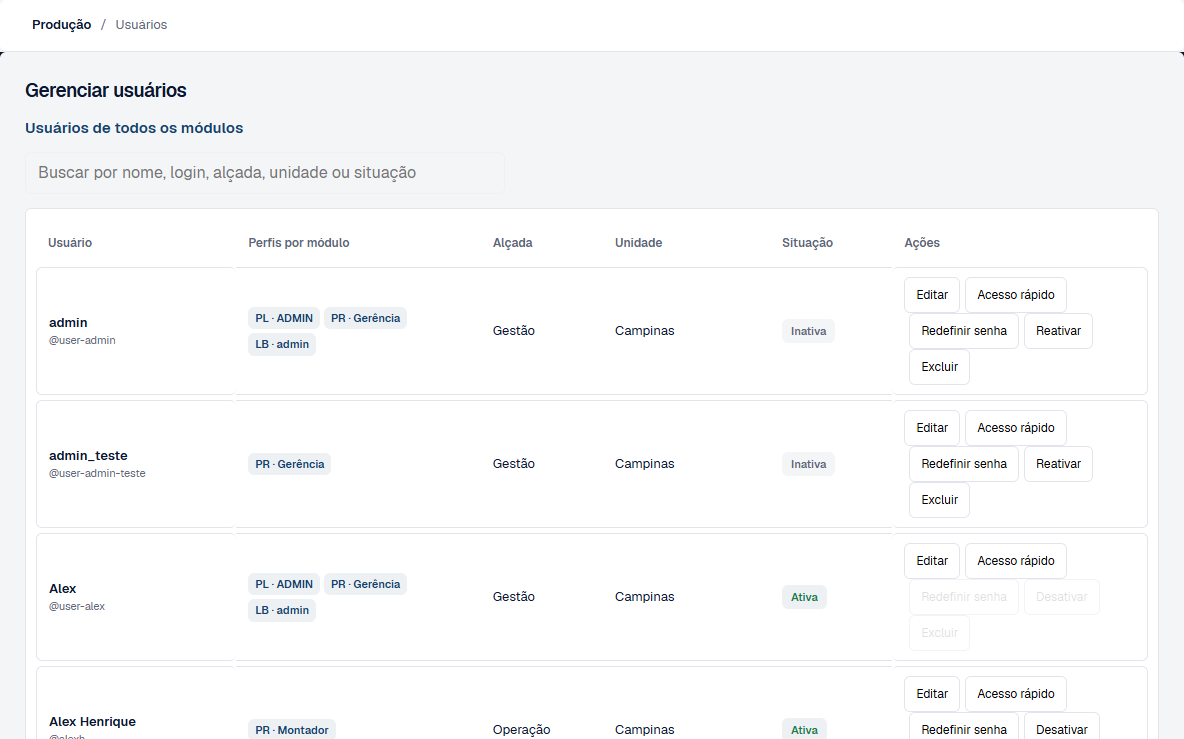 Produção / Usuários
Gerenciar usuários
Usuários de todos os módulos
Buscar por nome, login, alçada, unidade ou situação
Usuário Perfis por módulo Alçada Unidade Situação Ações
admin
@user-admin
PL · ADMIN PR · Gerência
LB · admin
Gestão
Campinas
Inativa
Editar Acesso rápido
Redefinir senha Reativar
Excluir
admin_teste
@user-admin-teste
PR · Gerência
Gestão
Campinas
Inativa
Editar Acesso rápido
Redefinir senha Reativar
Excluir
Alex
@user-alex
PL · ADMIN PR · Gerência
LB · admin
Gestão
Campinas
Ativa
Editar Acesso rápido
Redefinir senha Desativar
Excluir
Alex Henrique
@alexh
PR · Montador
Operação
Campinas
Ativa
Editar Acesso rápido
Redefinir senha Desativar